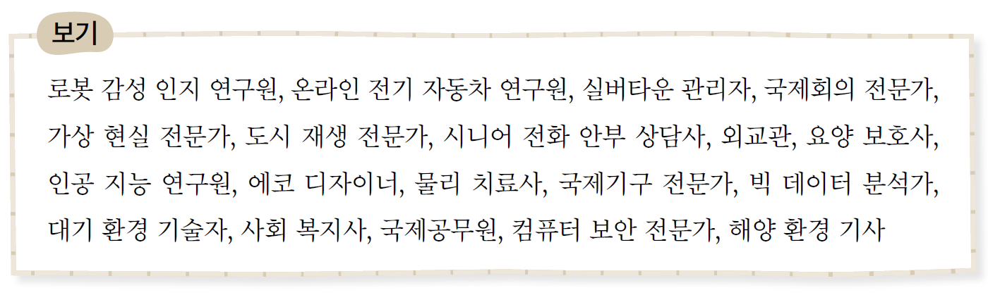 보기
로봇 감성 인지 연구원, 온라인 전기 자동차 연구원, 실버타운 관리자, 국제회의 전문가,
가상 현실 전문가, 도시 재생 전문가, 시니어 전화 안부 상담사, 외교관, 요양 보호사,
인공 지능 연구원, 에코 디자이너, 물리 치료사, 국제기구 전문가, 빅 데이터 분석가,
대기 환경 기술자, 사회 복지사, 국제공무원, 컴퓨터 보안 전문가, 해양 환경 기사